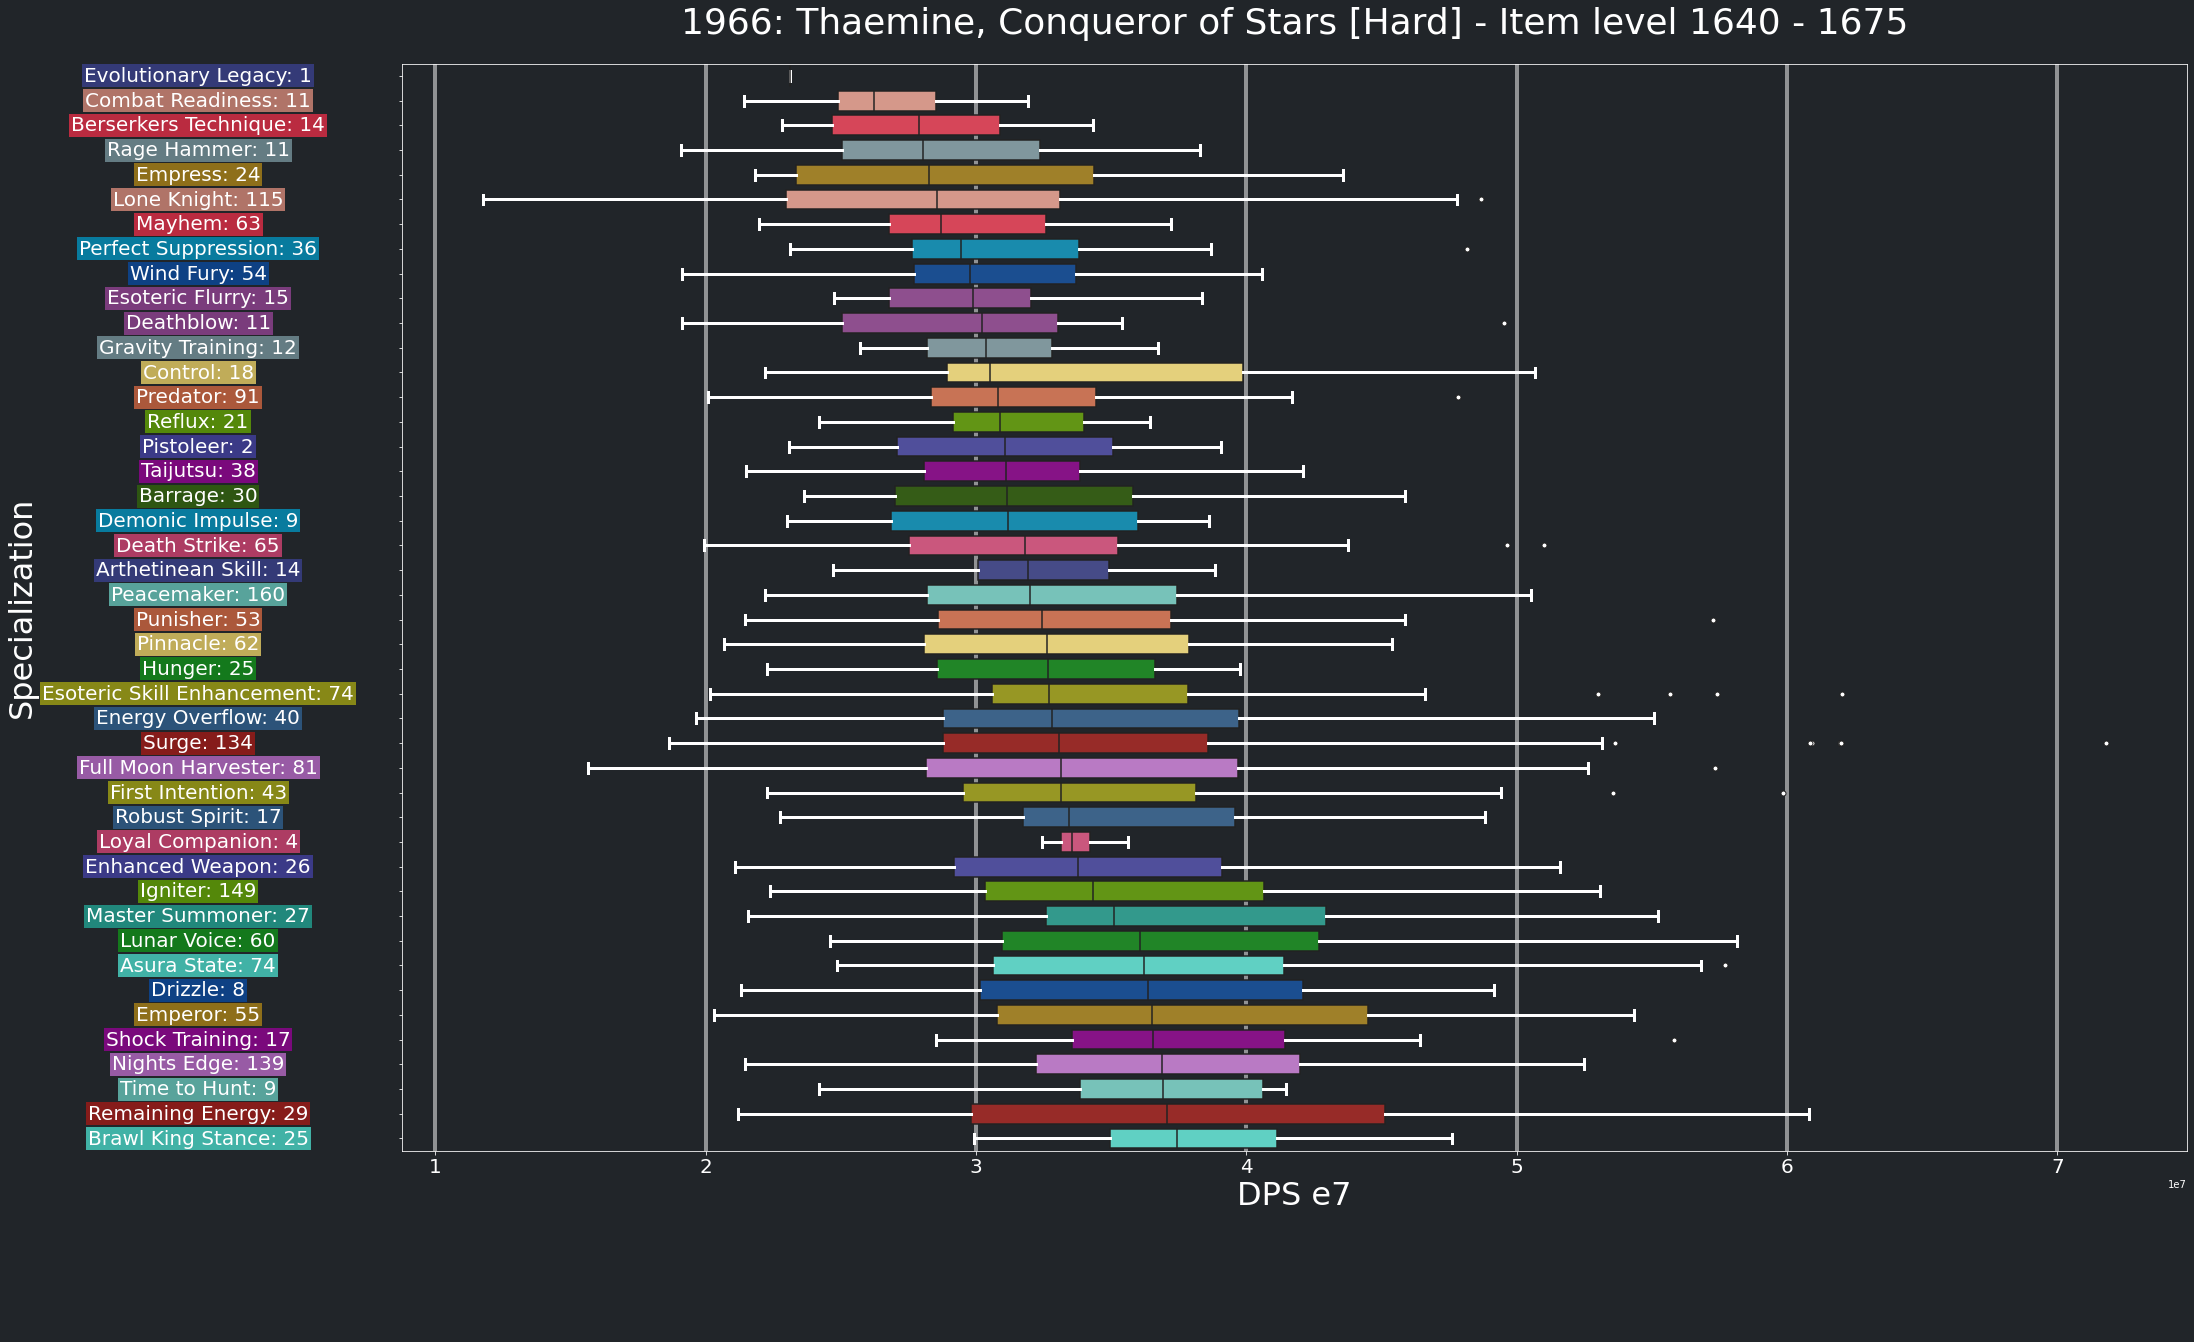 1966: Thaemine, Conqueror of Stars [Hard] - Item level 1640 - 1675
Specialization
Evolutionary Legacy: 1
Combat Readiness: 11
Berserkers Technique: 14
Rage Hammer: 11
Empress: 24
Lone Knight: 115
Mayhem: 63
Perfect Suppression: 36
Wind Fury: 54
Esoteric Flurry: 15
Deathblow: 11
Gravity Training: 12
Control: 18
Predator: 91
Reflux: 21
Pistoleer: 2
Taijutsu: 38
Barrage: 30
Demonic Impulse: 9
Death Strike: 65
Arthetinean Skill: 14
Peacemaker: 160
Punisher: 53
Pinnacle: 62
Hunger: 25
Esoteric Skill Enhancement: 74
Energy Overflow: 40
Surge: 134
Full Moon Harvester: 81
First Intention: 43
Robust Spirit: 17
Loyal Companion: 4
Enhanced Weapon: 26
Igniter: 149
Master Summoner: 27
Lunar Voice: 60
Asura State: 74
Drizzle: 8
Emperor: 55
Shock Training: 17
Nights Edge: 139
Time to Hunt: 9
Remaining Energy: 29
Brawl King Stance: 25
1 2 3 4 5 6 7
1e7
DPS e7